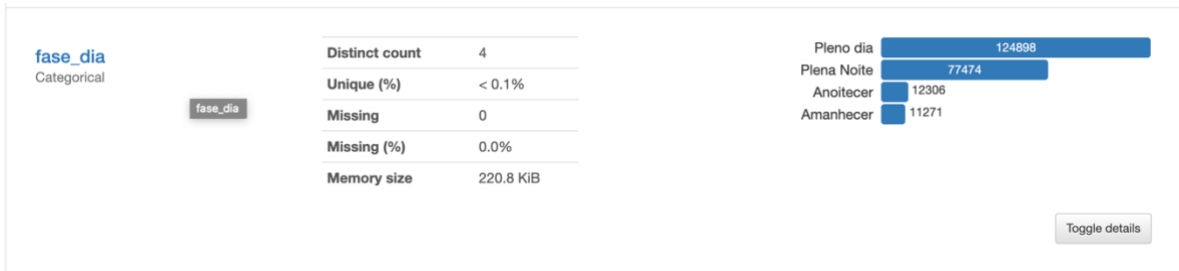 fase_dia
Categorical
fase_dia
Distinct count 4
Unique (%) < 0.1%
Missing 0
Missing (%) 0.0%
Memory size 220.8 KiB
Pleno dia 124898
Plena Noite 77474
Anoitecer 12306
Amanhecer 11271
Toggle details